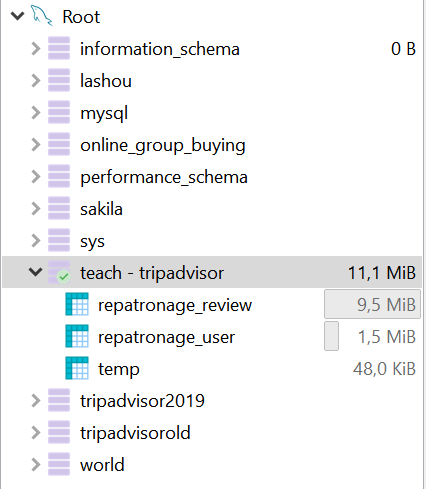 Root
information_schema 0 B
lashou
mysql
online_group_buying
performance_schema
sakila
sys
teach - tripadvisor 11,1 MiB
repatronage_review 9,5 MiB
repatronage_user 1,5 MiB
temp 48,0 KiB
tripadvisor2019
tripadvisorold
world